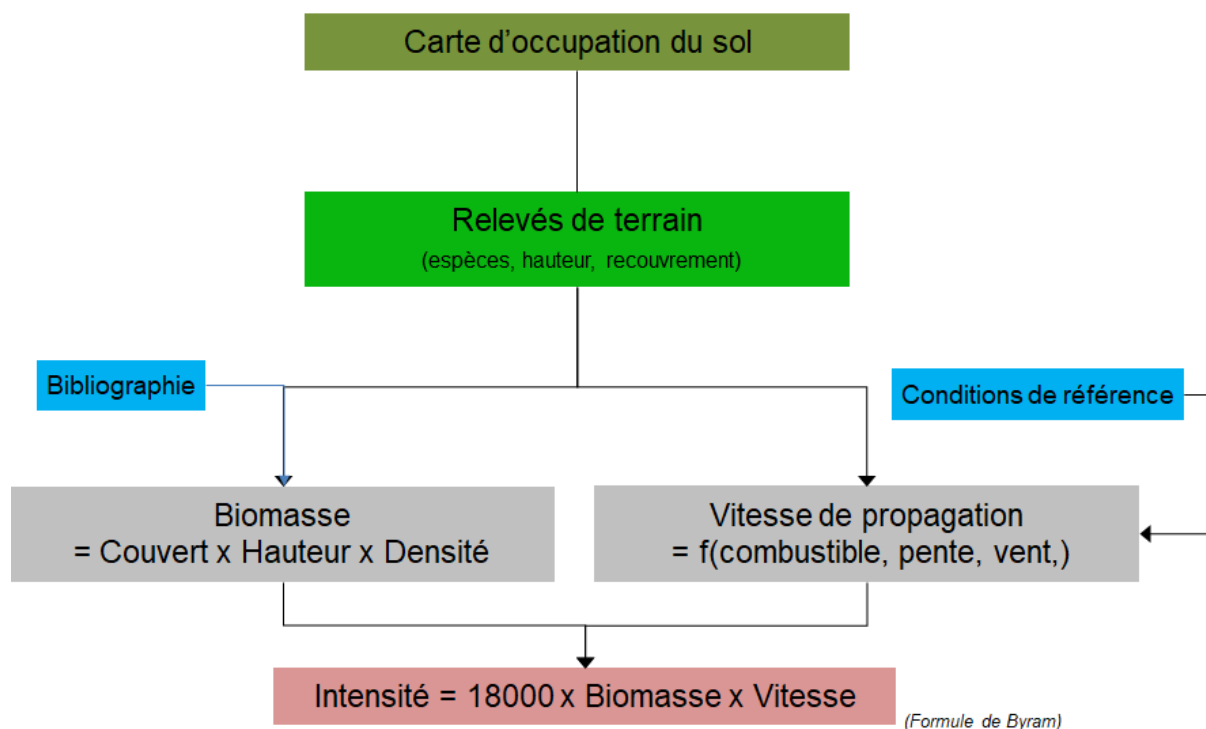 Carte d'occupation du sol
Relevés de terrain
(espèces, hauteur, recouvrement)
Bibliographie
Conditions de référence
Biomasse
= Couvert x Hauteur x Densité
Vitesse de propagation
= f(combustible, pente, vent,)
Intensité = 18000 x Biomasse x Vitesse
(Formule de Byram)